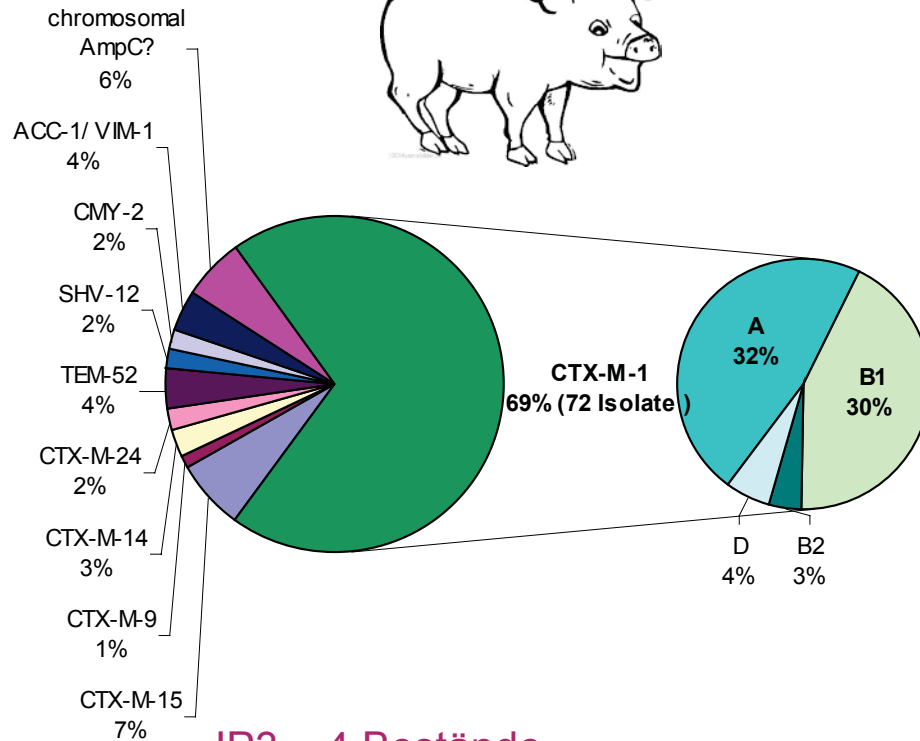 chromosomal
AmpC?
6%
ACC-1/ VIM-1
4%
CMY-2
2%
SHV-12
2%
TEM-52
4%
CTX-M-24
2%
CTX-M-14
3%
CTX-M-9
1%
CTX-M-15
7%
CTX-M-1
69% (72 Isolate )
A
32%
B1
30%
D
4%
B2
3%